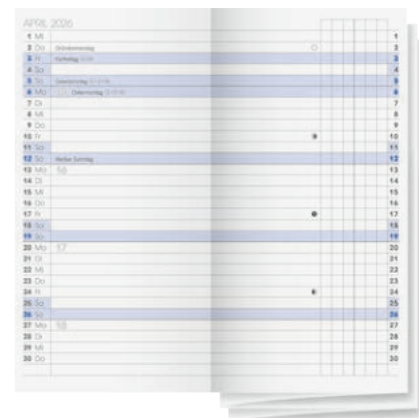 APRIL 2026
1 Mi 1
2 Do Gründonnerstag 2
3 Fr Karfreitag 3
4 Sa 4
5 So Ostersonntag 5
6 Mo Ostermontag 6
7 Di 7
8 Mi 8
9 Do 9
10 Fr 10
11 Sa 11
12 So Weißer Sonntag 12
13 Mo 16 13
14 Di 14
15 Mi 15
16 Do 16
17 Fr 17
18 Sa 18
19 So 19
20 Mo 17 20
21 Di 21
22 Mi 22
23 Do 23
24 Fr 24
25 Sa 25
26 So 26
27 Mo 18 27
28 Di 28
29 Mi 29
30 Do 30